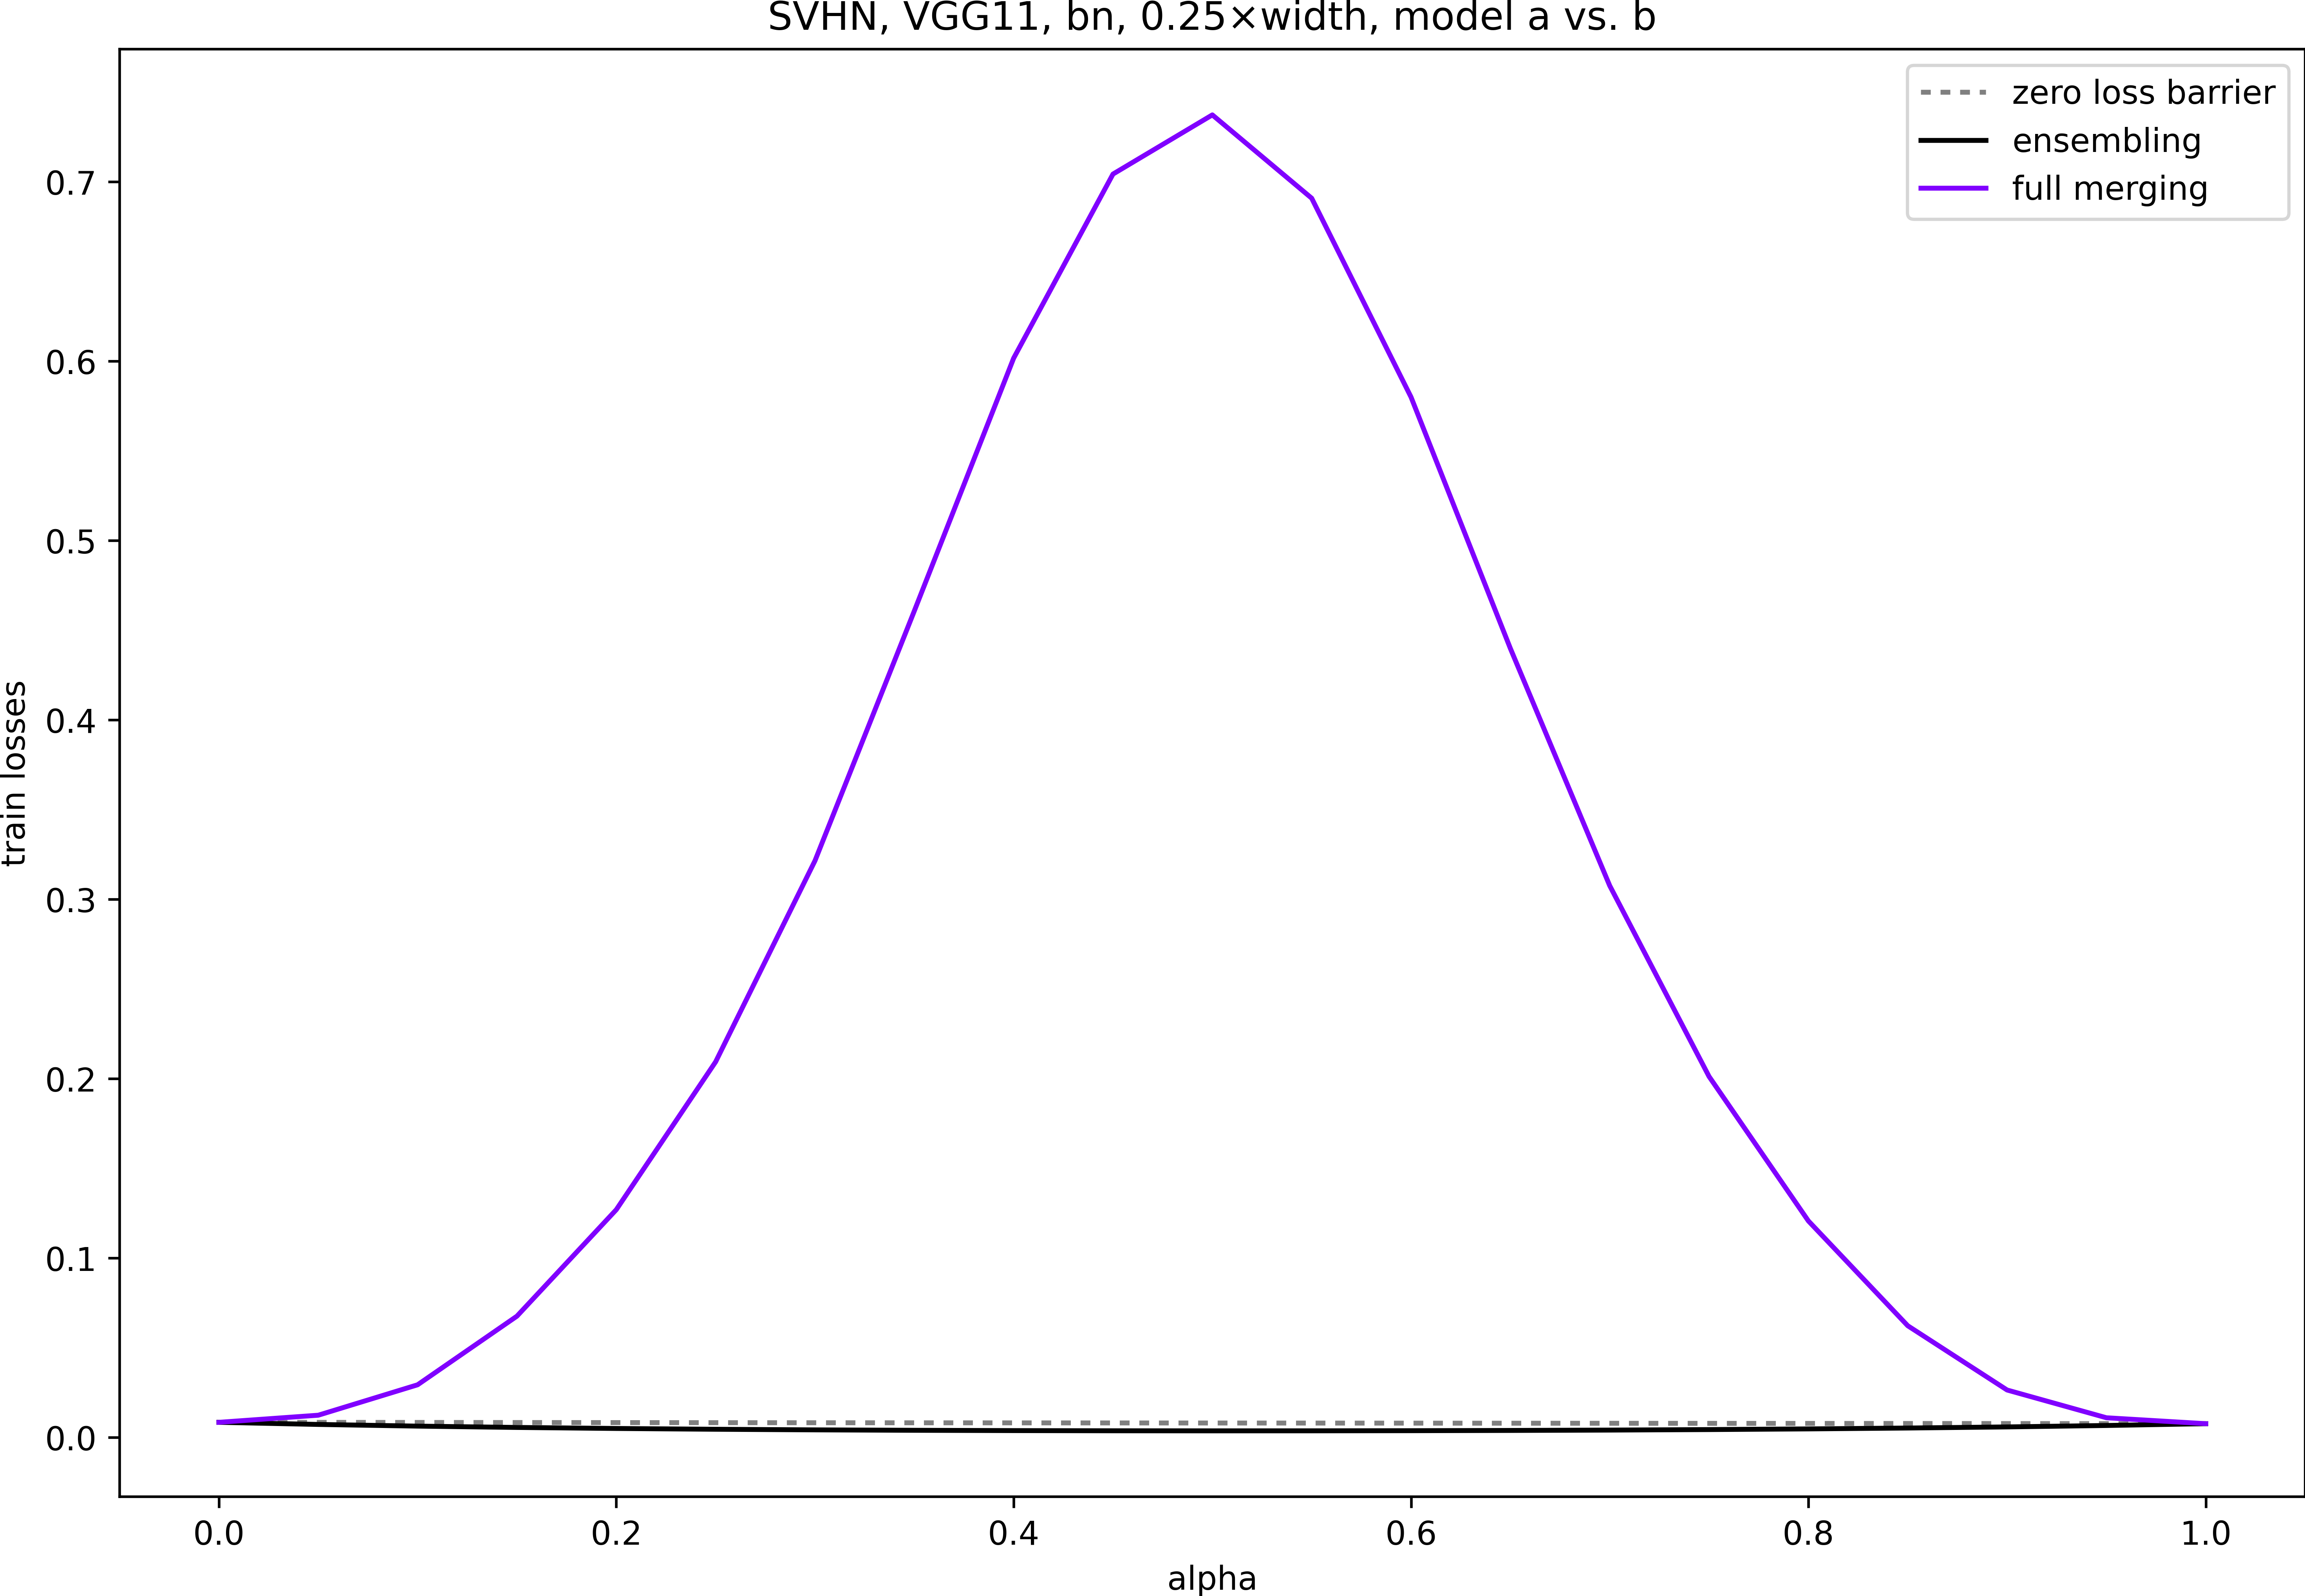 SVHN, VGG11, bn, 0.25×width, model a vs. b
zero loss barrier
ensembling
full merging
train losses
0.7
0.6
0.5
0.4
0.3
0.2
0.1
0.0
0.0 0.2 0.4 0.6 0.8 1.0
alpha